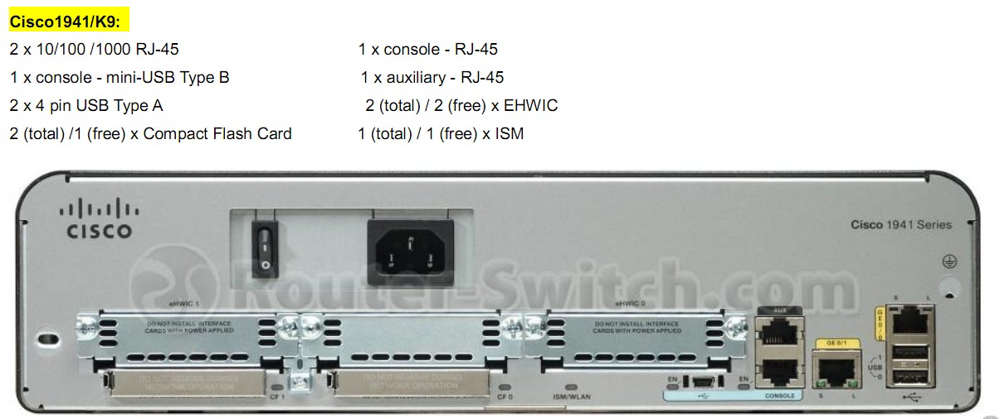 Cisco1941/K9:
2 x 10/100 /1000 RJ-45 1 x console - RJ-45
1 x console - mini-USB Type B 1 x auxiliary - RJ-45
2 x 4 pin USB Type A 2 (total) / 2 (free) x EHWIC
2 (total) /1 (free) x Compact Flash Card 1 (total) / 1 (free) x ISM
CISCO
Cisco 1941 Series
Router-Switch.com
eHWIC 1
eHWIC 0
DO NOT INSTALL INTERFACE
CARDS WITH POWER APPLIED
DO NOT INSTALL INTERFACE
CARDS WITH POWER APPLIED
AUX
S L
GE 0/0
GE 0/1
1
USB
0
DO NOT REMOVE DURING
NETWORK OPERATION
DO NOT REMOVE DURING
NETWORK OPERATION
CF 1
CF 0
ISM/WLAN
EN
EN
CONSOLE
S L